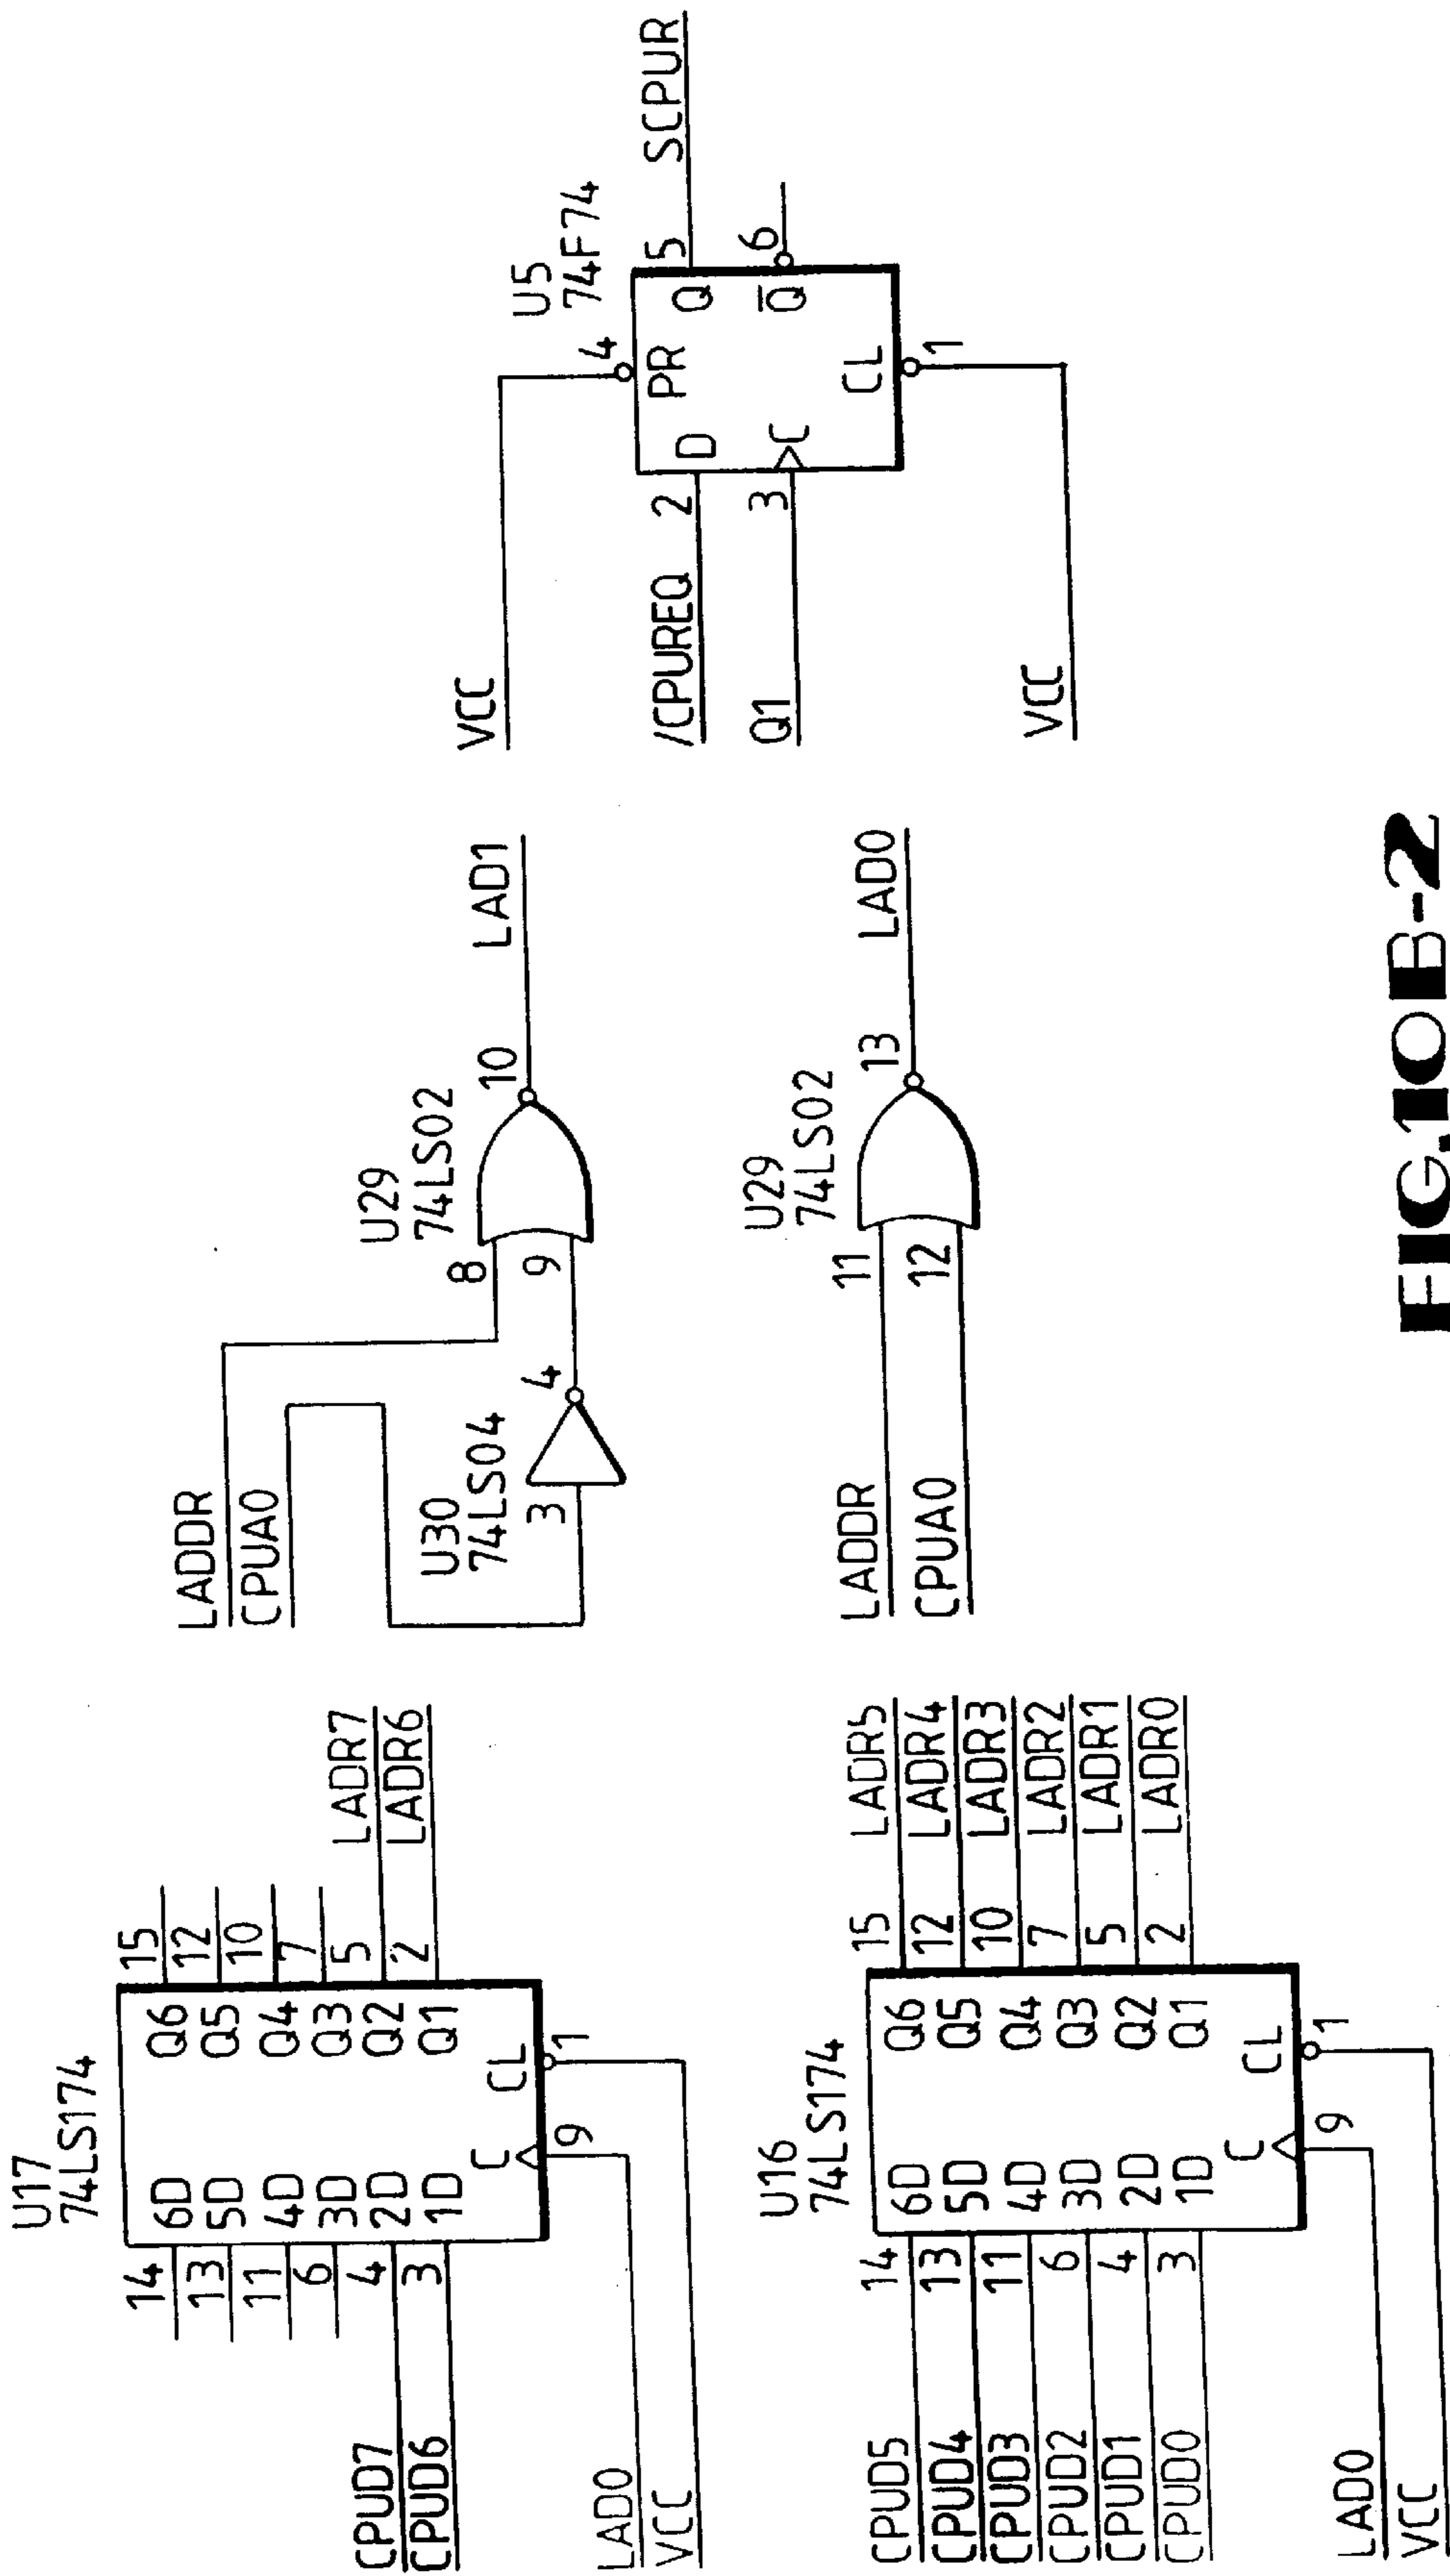 U17
74LS174
14 6D Q6 15
13 5D Q5 12
11 4D Q4 10
6 3D Q3 7
CPUD7 4 2D Q2 5 LADR7
CPUD6 3 1D Q1 2 LADR6
C CL
9 1
LAD0
VCC
U16
74LS174
CPUD5 14 6D Q6 15 LADR5
CPUD4 13 5D Q5 12 LADR4
CPUD3 11 4D Q4 10 LADR3
CPUD2 6 3D Q3 7 LADR2
CPUD1 4 2D Q2 5 LADR1
CPUD0 3 1D Q1 2 LADR0
C CL
9 1
LAD0
VCC
LADDR
CPUA0
U30
74LS04
3 4
U29
74LS02
8
9
10 LAD1
U29
74LS02
LADDR 11
CPUA0 12
13 LAD0
VCC
U5
74F74
4
PR
/CPUREQ 2 D Q 5 SCPUR
Q1 3 C Q̅ 6
CL
1
VCC
FIG.10B-2